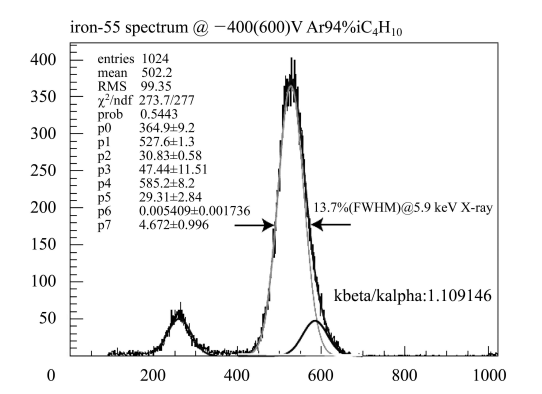 iron-55 spectrum @ −400(600)V Ar94%iC₄H₁₀
400
350
300
250
200
150
100
50
entries 1024
mean 502.2
RMS 99.35
χ²/ndf 273.7/277
prob 0.5443
p0 364.9±9.2
p1 527.6±1.3
p2 30.83±0.58
p3 47.44±11.51
p4 585.2±8.2
p5 29.31±2.84
p6 0.005409±0.001736
p7 4.672±0.996
13.7%(FWHM)@5.9 keV X-ray
kbeta/kalpha:1.109146
0 200 400 600 800 1000